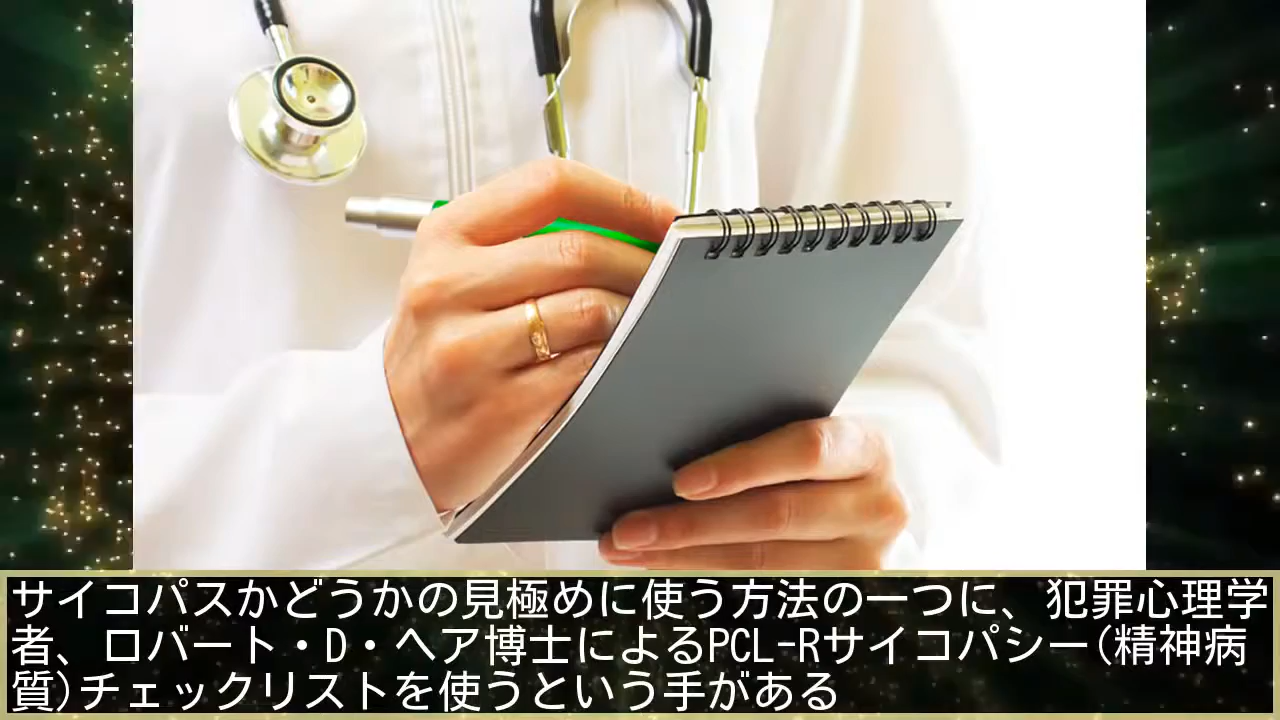 サイコパスかどうかの見極めに使う方法の一つに、犯罪心理学
者、ロバート・D・ヘア博士によるPCL-Rサイコパシー(精神病
質)チェックリストを使うという手がある